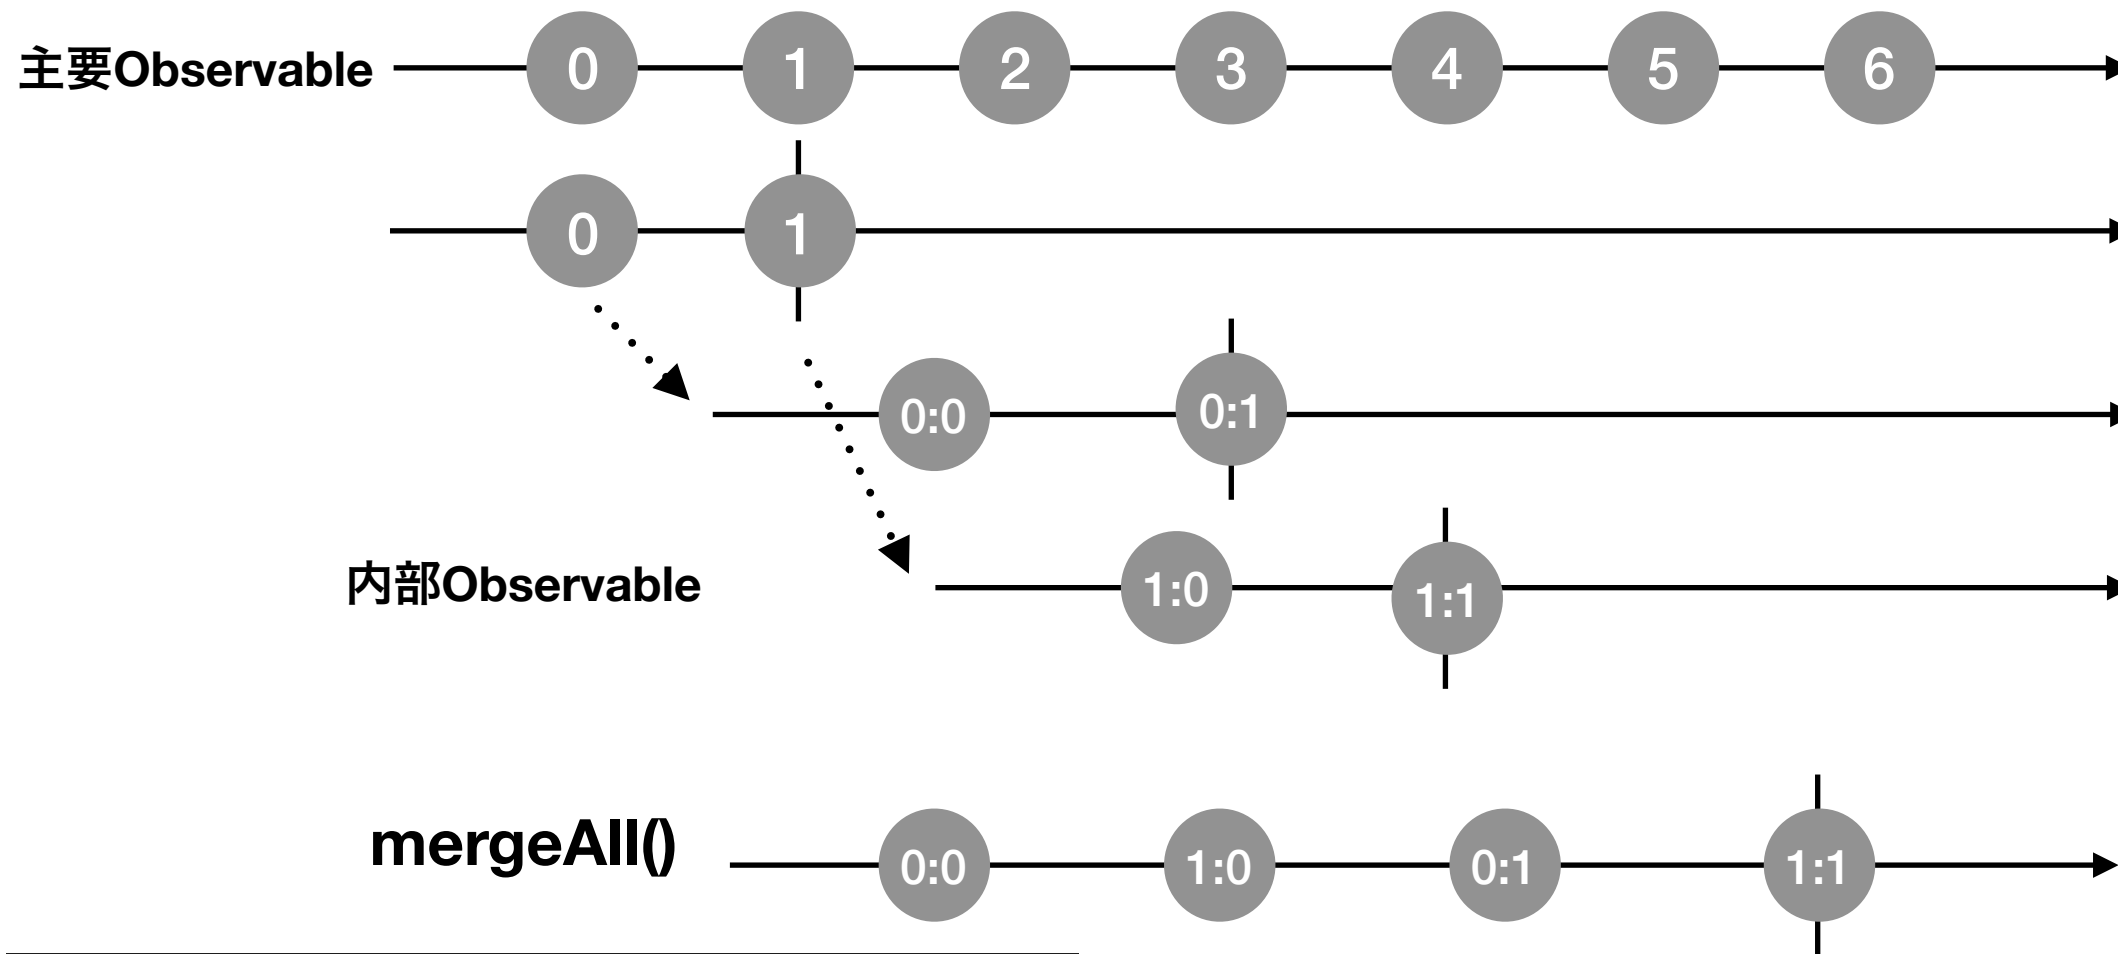 主要Observable 0 1 2 3 4 5 6
0 1
0:0 0:1
内部Observable 1:0 1:1
mergeAll() 0:0 1:0 0:1 1:1